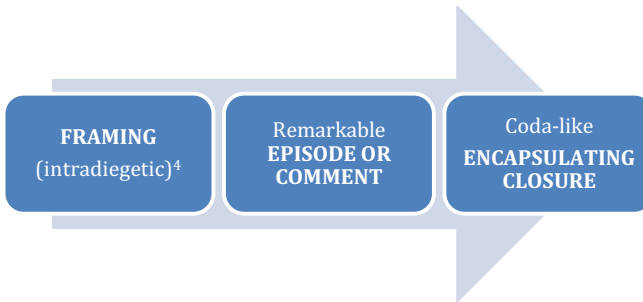 FRAMING
(intradiegetic)⁴
Remarkable
EPISODE OR
COMMENT
Coda-like
ENCAPSULATING
CLOSURE